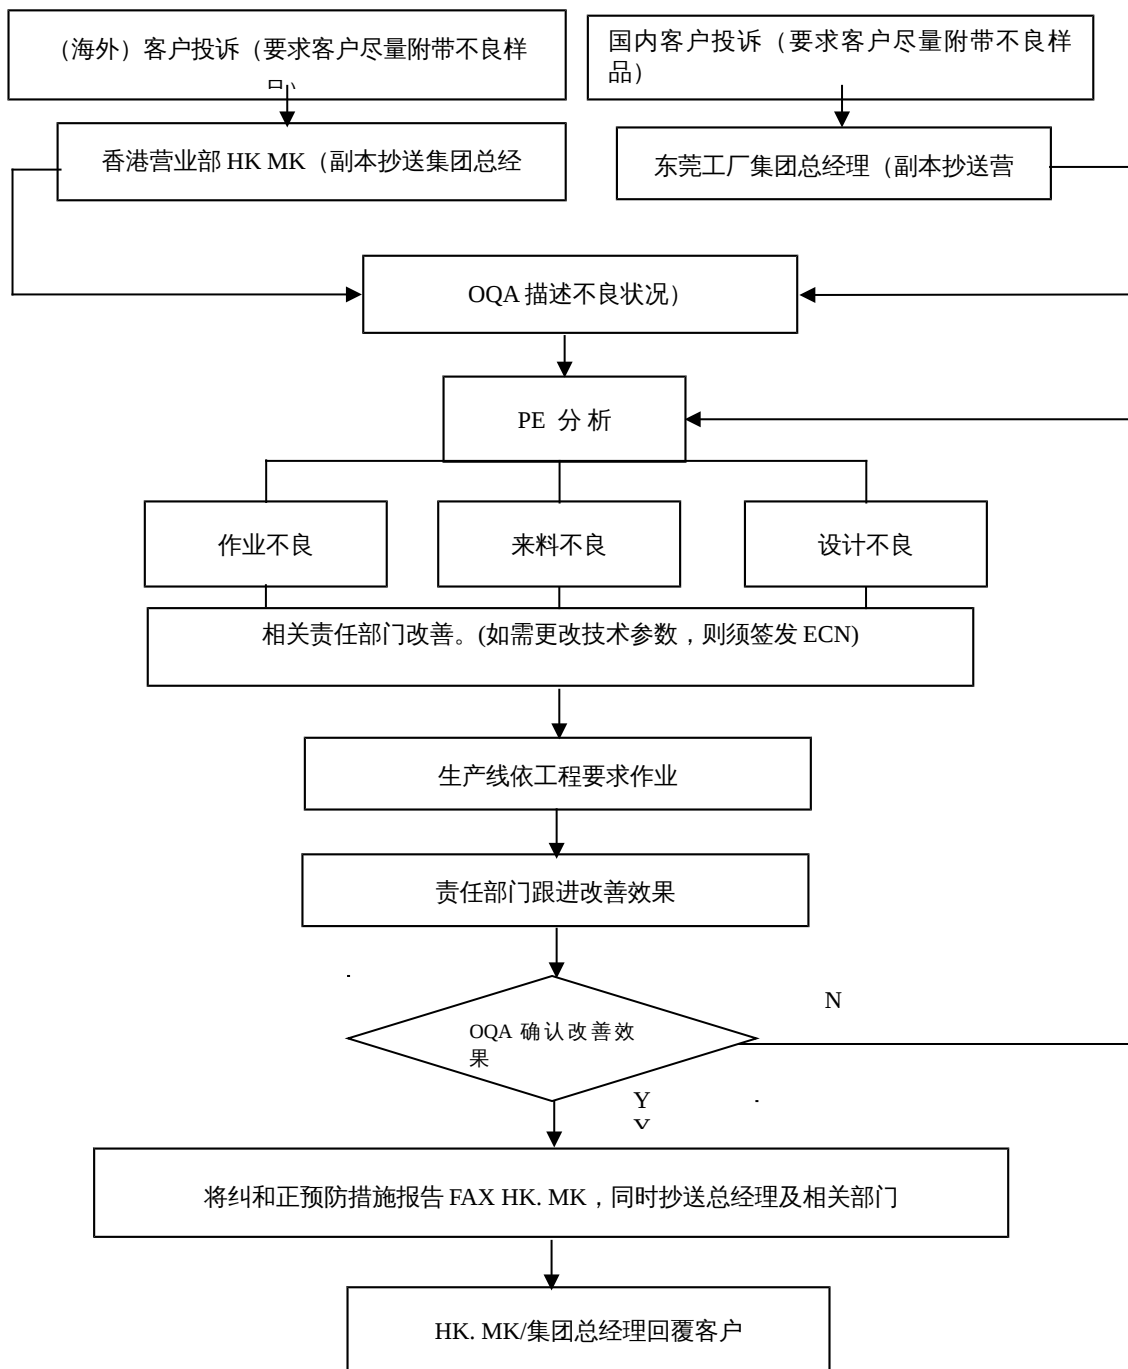 （海外）客户投诉（要求客户尽量附带不良样
国内客户投诉（要求客户尽量附带不良样
品）
香港营业部 HK MK（副本抄送集团总经
东莞工厂集团总经理（副本抄送营
OQA 描述不良状况）
PE 分 析
作业不良
来料不良
设计不良
相关责任部门改善。(如需更改技术参数，则须签发 ECN)
生产线依工程要求作业
责任部门跟进改善效果
N
OQA 确认改善效
果
Y
Y
将纠和正预防措施报告 FAX HK. MK，同时抄送总经理及相关部门
HK. MK/集团总经理回覆客户